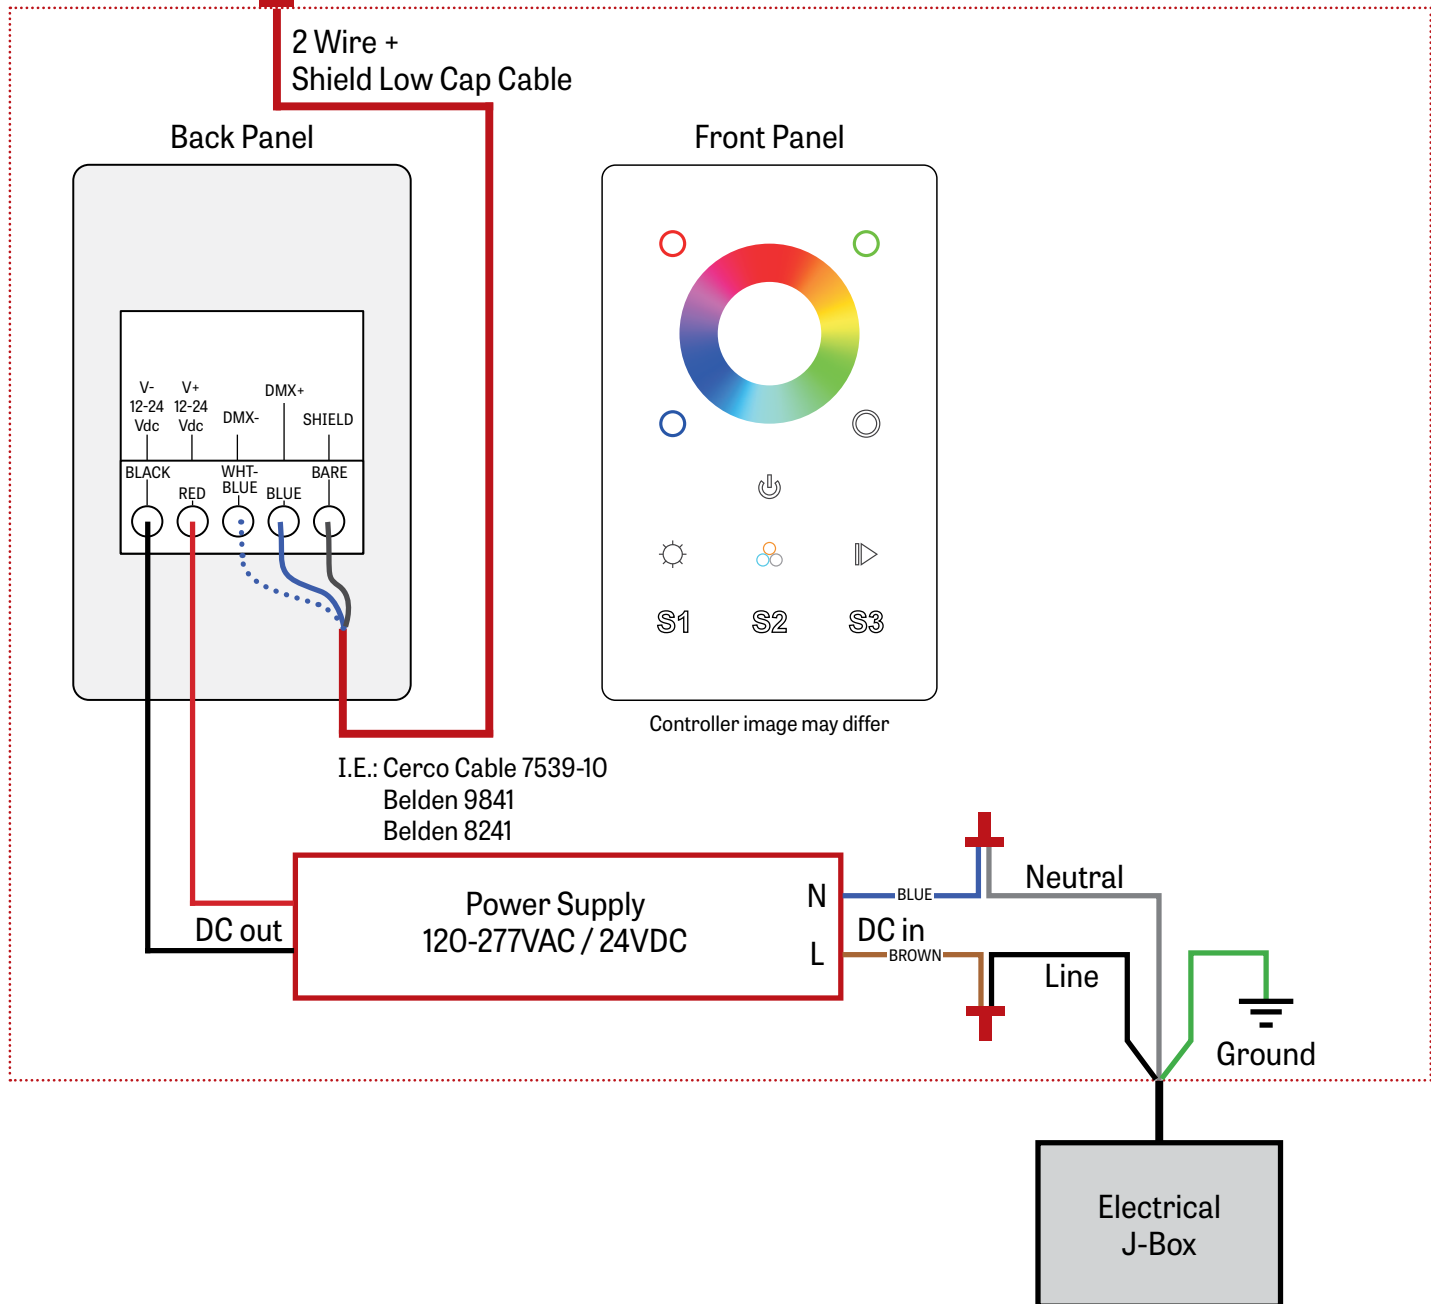 2 Wire +
Shield Low Cap Cable
Back Panel
Front Panel
V-
12-24
Vdc
V+
12-24
Vdc
DMX-
DMX+
SHIELD
BLACK
RED
WHT-
BLUE
BLUE
BARE
S1 S2 S3
Controller image may differ
I.E.: Cerco Cable 7539-10
Belden 9841
Belden 8241
DC out
Power Supply
120-277VAC / 24VDC
N
L
BLUE
DC in
BROWN
Neutral
Line
Ground
Electrical
J-Box